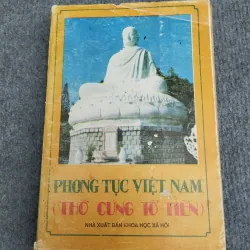 PHONG TỤC VIỆT NAM
(THỜ CÚNG TỔ TIÊN)
NHÀ XUẤT BẢN KHOA HỌC XÃ HỘI